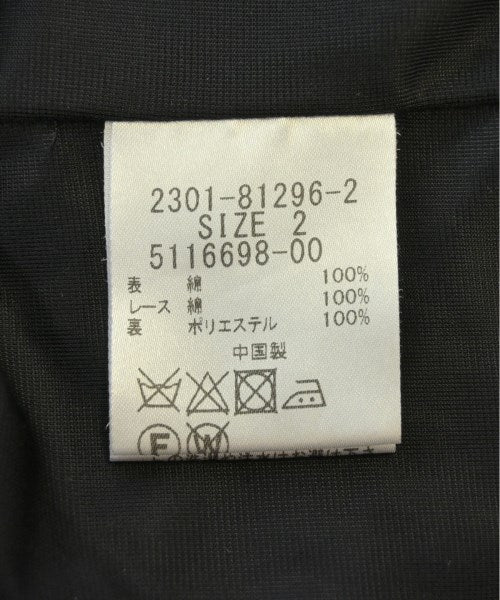 2301-81296-2
SIZE 2
5116698-00
表 綿 100%
レース 綿 100%
裏 ポリエステル 100%
中国製
F W